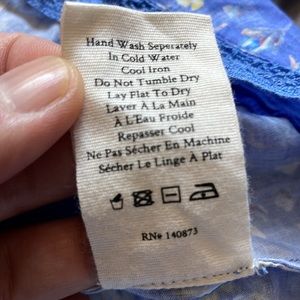 Hand Wash Seperately
In Cold Water
Cool Iron
Do Not Tumble Dry
Lay Flat To Dry
Laver À La Main
À L'Eau Froide
Repasser Cool
Ne Pas Sécher En Machine
Sécher Le Linge À Plat
RN# 140873